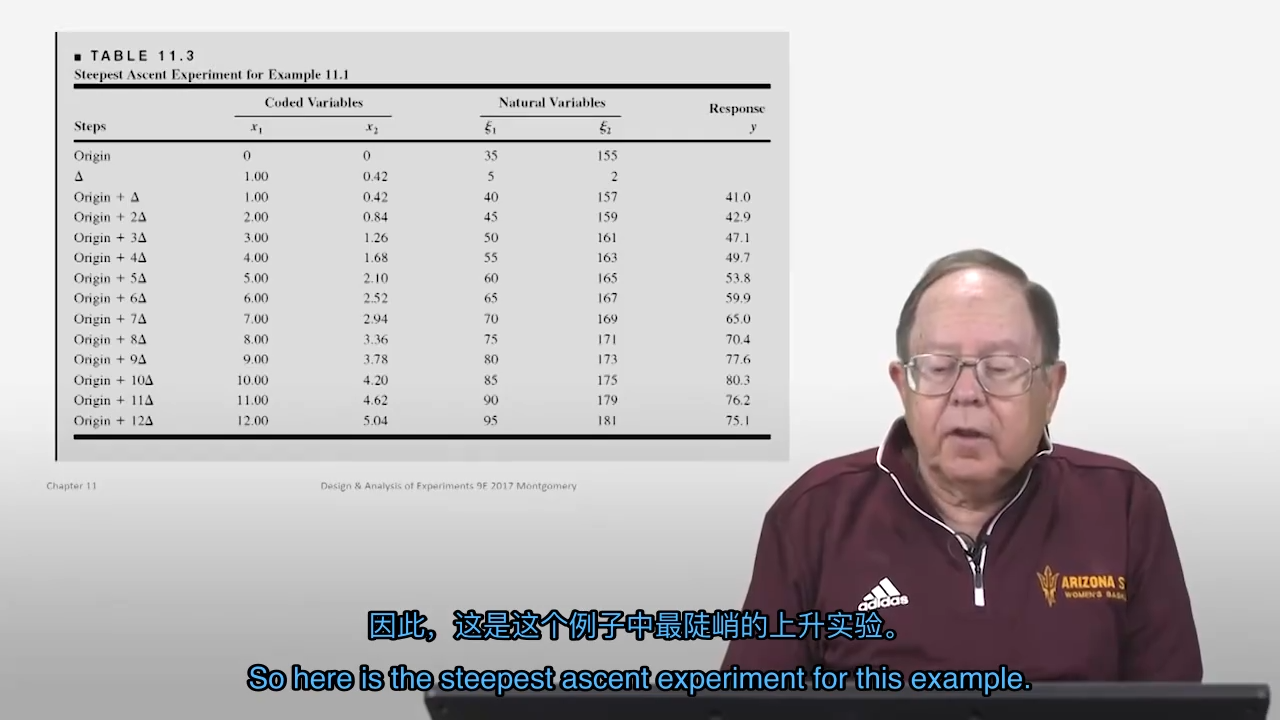 ■ TABLE 11.3
Steepest Ascent Experiment for Example 11.1
Coded Variables Natural Variables Response
Steps x₁ x₂ ξ₁ ξ₂ y
Origin 0 0 35 155
Δ 1.00 0.42 5 2
Origin + Δ 1.00 0.42 40 157 41.0
Origin + 2Δ 2.00 0.84 45 159 42.9
Origin + 3Δ 3.00 1.26 50 161 47.1
Origin + 4Δ 4.00 1.68 55 163 49.7
Origin + 5Δ 5.00 2.10 60 165 53.8
Origin + 6Δ 6.00 2.52 65 167 59.9
Origin + 7Δ 7.00 2.94 70 169 65.0
Origin + 8Δ 8.00 3.36 75 171 70.4
Origin + 9Δ 9.00 3.78 80 173 77.6
Origin + 10Δ 10.00 4.20 85 175 80.3
Origin + 11Δ 11.00 4.62 90 179 76.2
Origin + 12Δ 12.00 5.04 95 181 75.1
Chapter 11 Design & Analysis of Experiments 9E 2017 Montgomery
adidas
ARIZONA S
WOMEN'S BASK
因此，这是这个例子中最陡峭的上升实验。
So here is the steepest ascent experiment for this example.